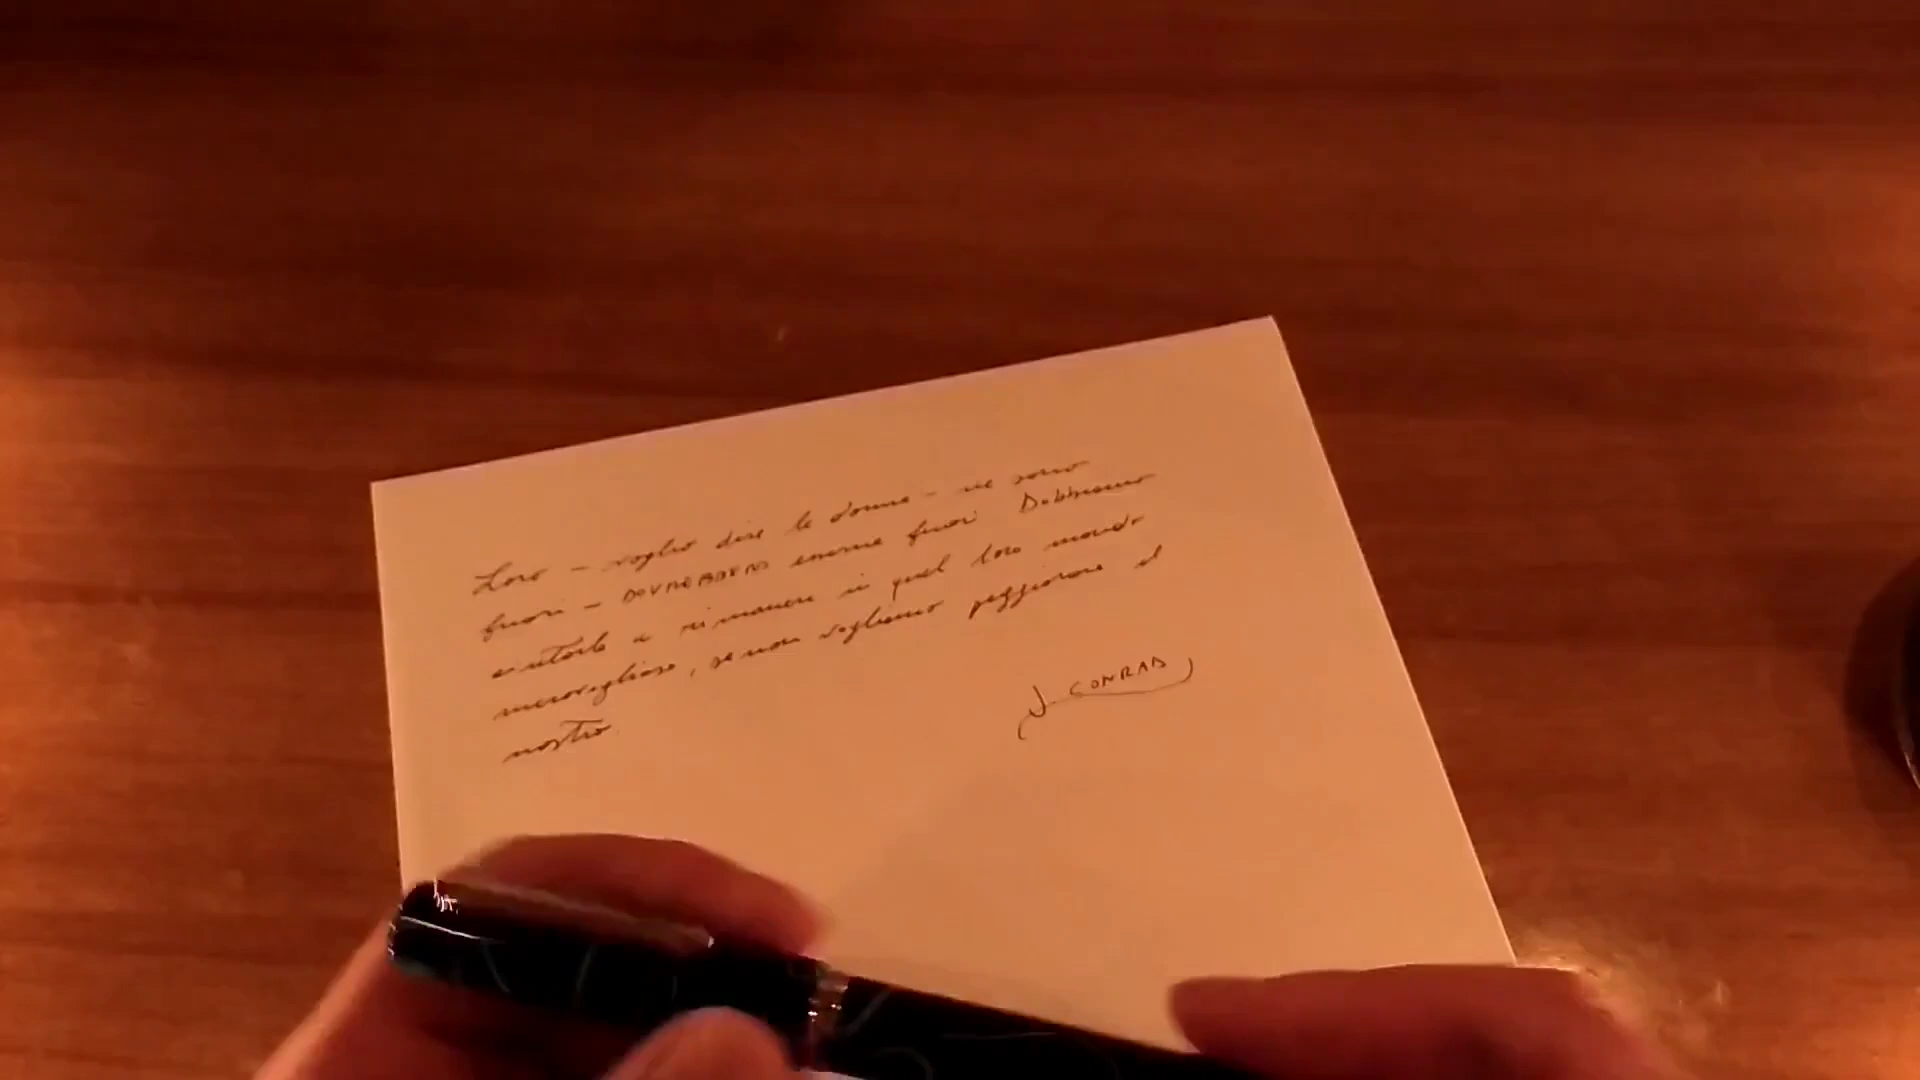 Loro - voglio dire le donne - ne sono
fuori - DOVREBBERO esserne fuori Dobbiamo
aiutarle a rimanere in quel loro mondo
meraviglioso, se non vogliamo peggiorare il
nostro.
J. CONRAD